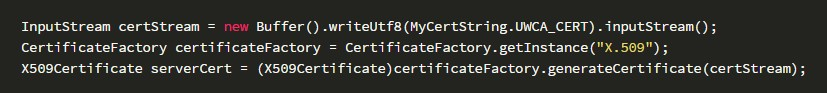 InputStream certStream = new Buffer().writeUtf8(MyCertString.UWCA_CERT).inputStream();
CertificateFactory certificateFactory = CertificateFactory.getInstance("X.509");
X509Certificate serverCert = (X509Certificate)certificateFactory.generateCertificate(certStream);